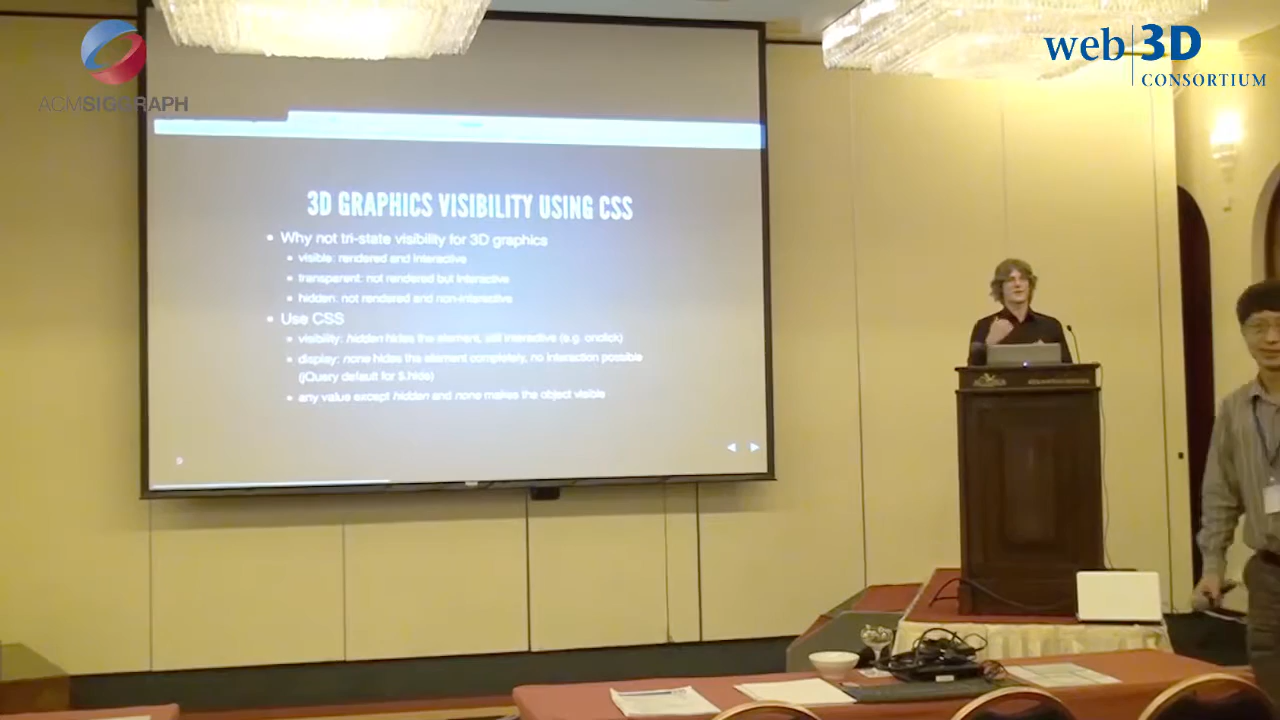 ACMSIGGRAPH
web 3D
CONSORTIUM
3D GRAPHICS VISIBILITY USING CSS
• Why not tri-state visibility for 3D graphics
• visible: rendered and interactive
• transparent: not rendered but interactive
• hidden: not rendered and non-interactive
• Use CSS
• visibility: hidden hides the element, still interactive (e.g. onclick)
• display: none hides the element completely, no interaction possible
(jQuery default for $.hide)
• any value except hidden and none makes the object visible
9